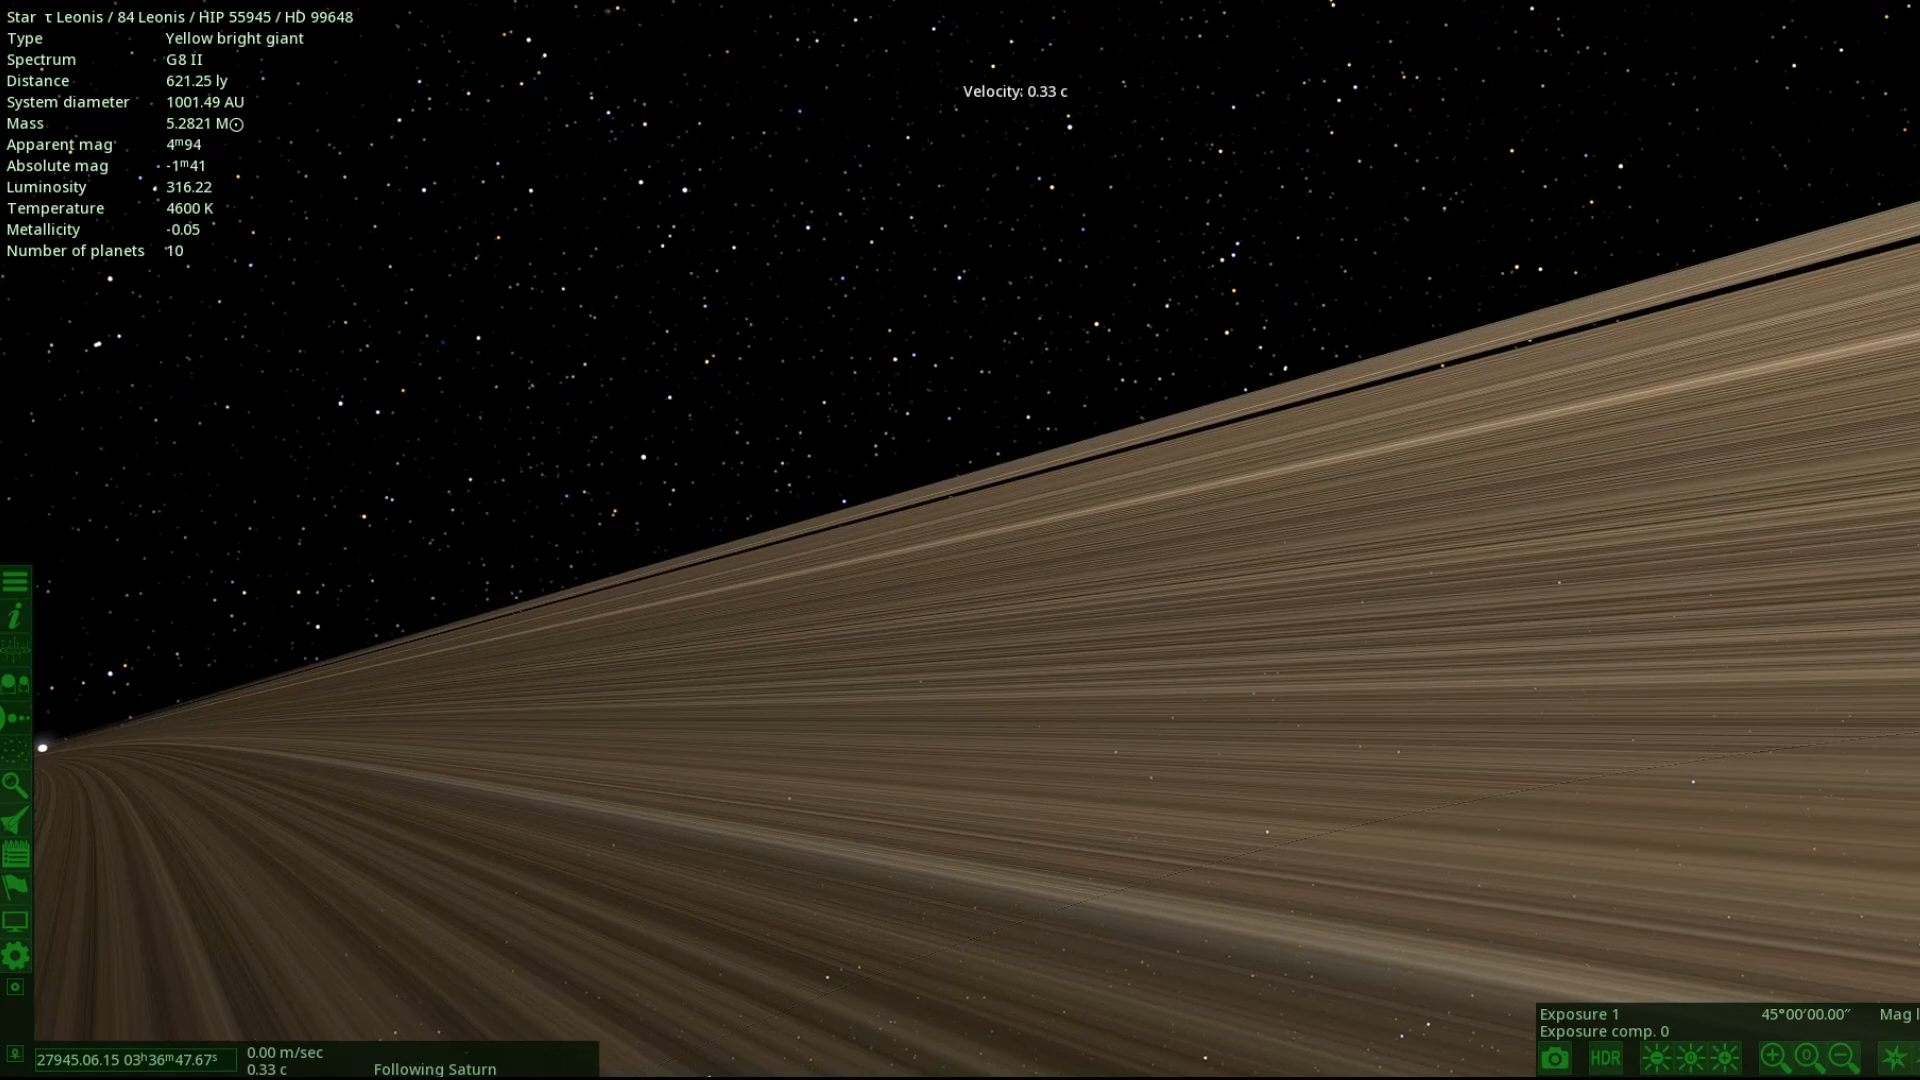 Star τ Leonis / 84 Leonis / HIP 55945 / HD 99648
Type Yellow bright giant
Spectrum G8 II
Distance 621.25 ly
System diameter 1001.49 AU
Mass 5.2821 M☉
Apparent mag 4ᵐ94
Absolute mag -1ᵐ41
Luminosity 316.22
Temperature 4600 K
Metallicity -0.05
Number of planets 10
Velocity: 0.33 c
27945.06.15 03ʰ36ᵐ47.67ˢ
0.00 m/sec
0.33 c Following Saturn
Exposure 1 45°00′00.00″ Mag l
Exposure comp. 0
HDR